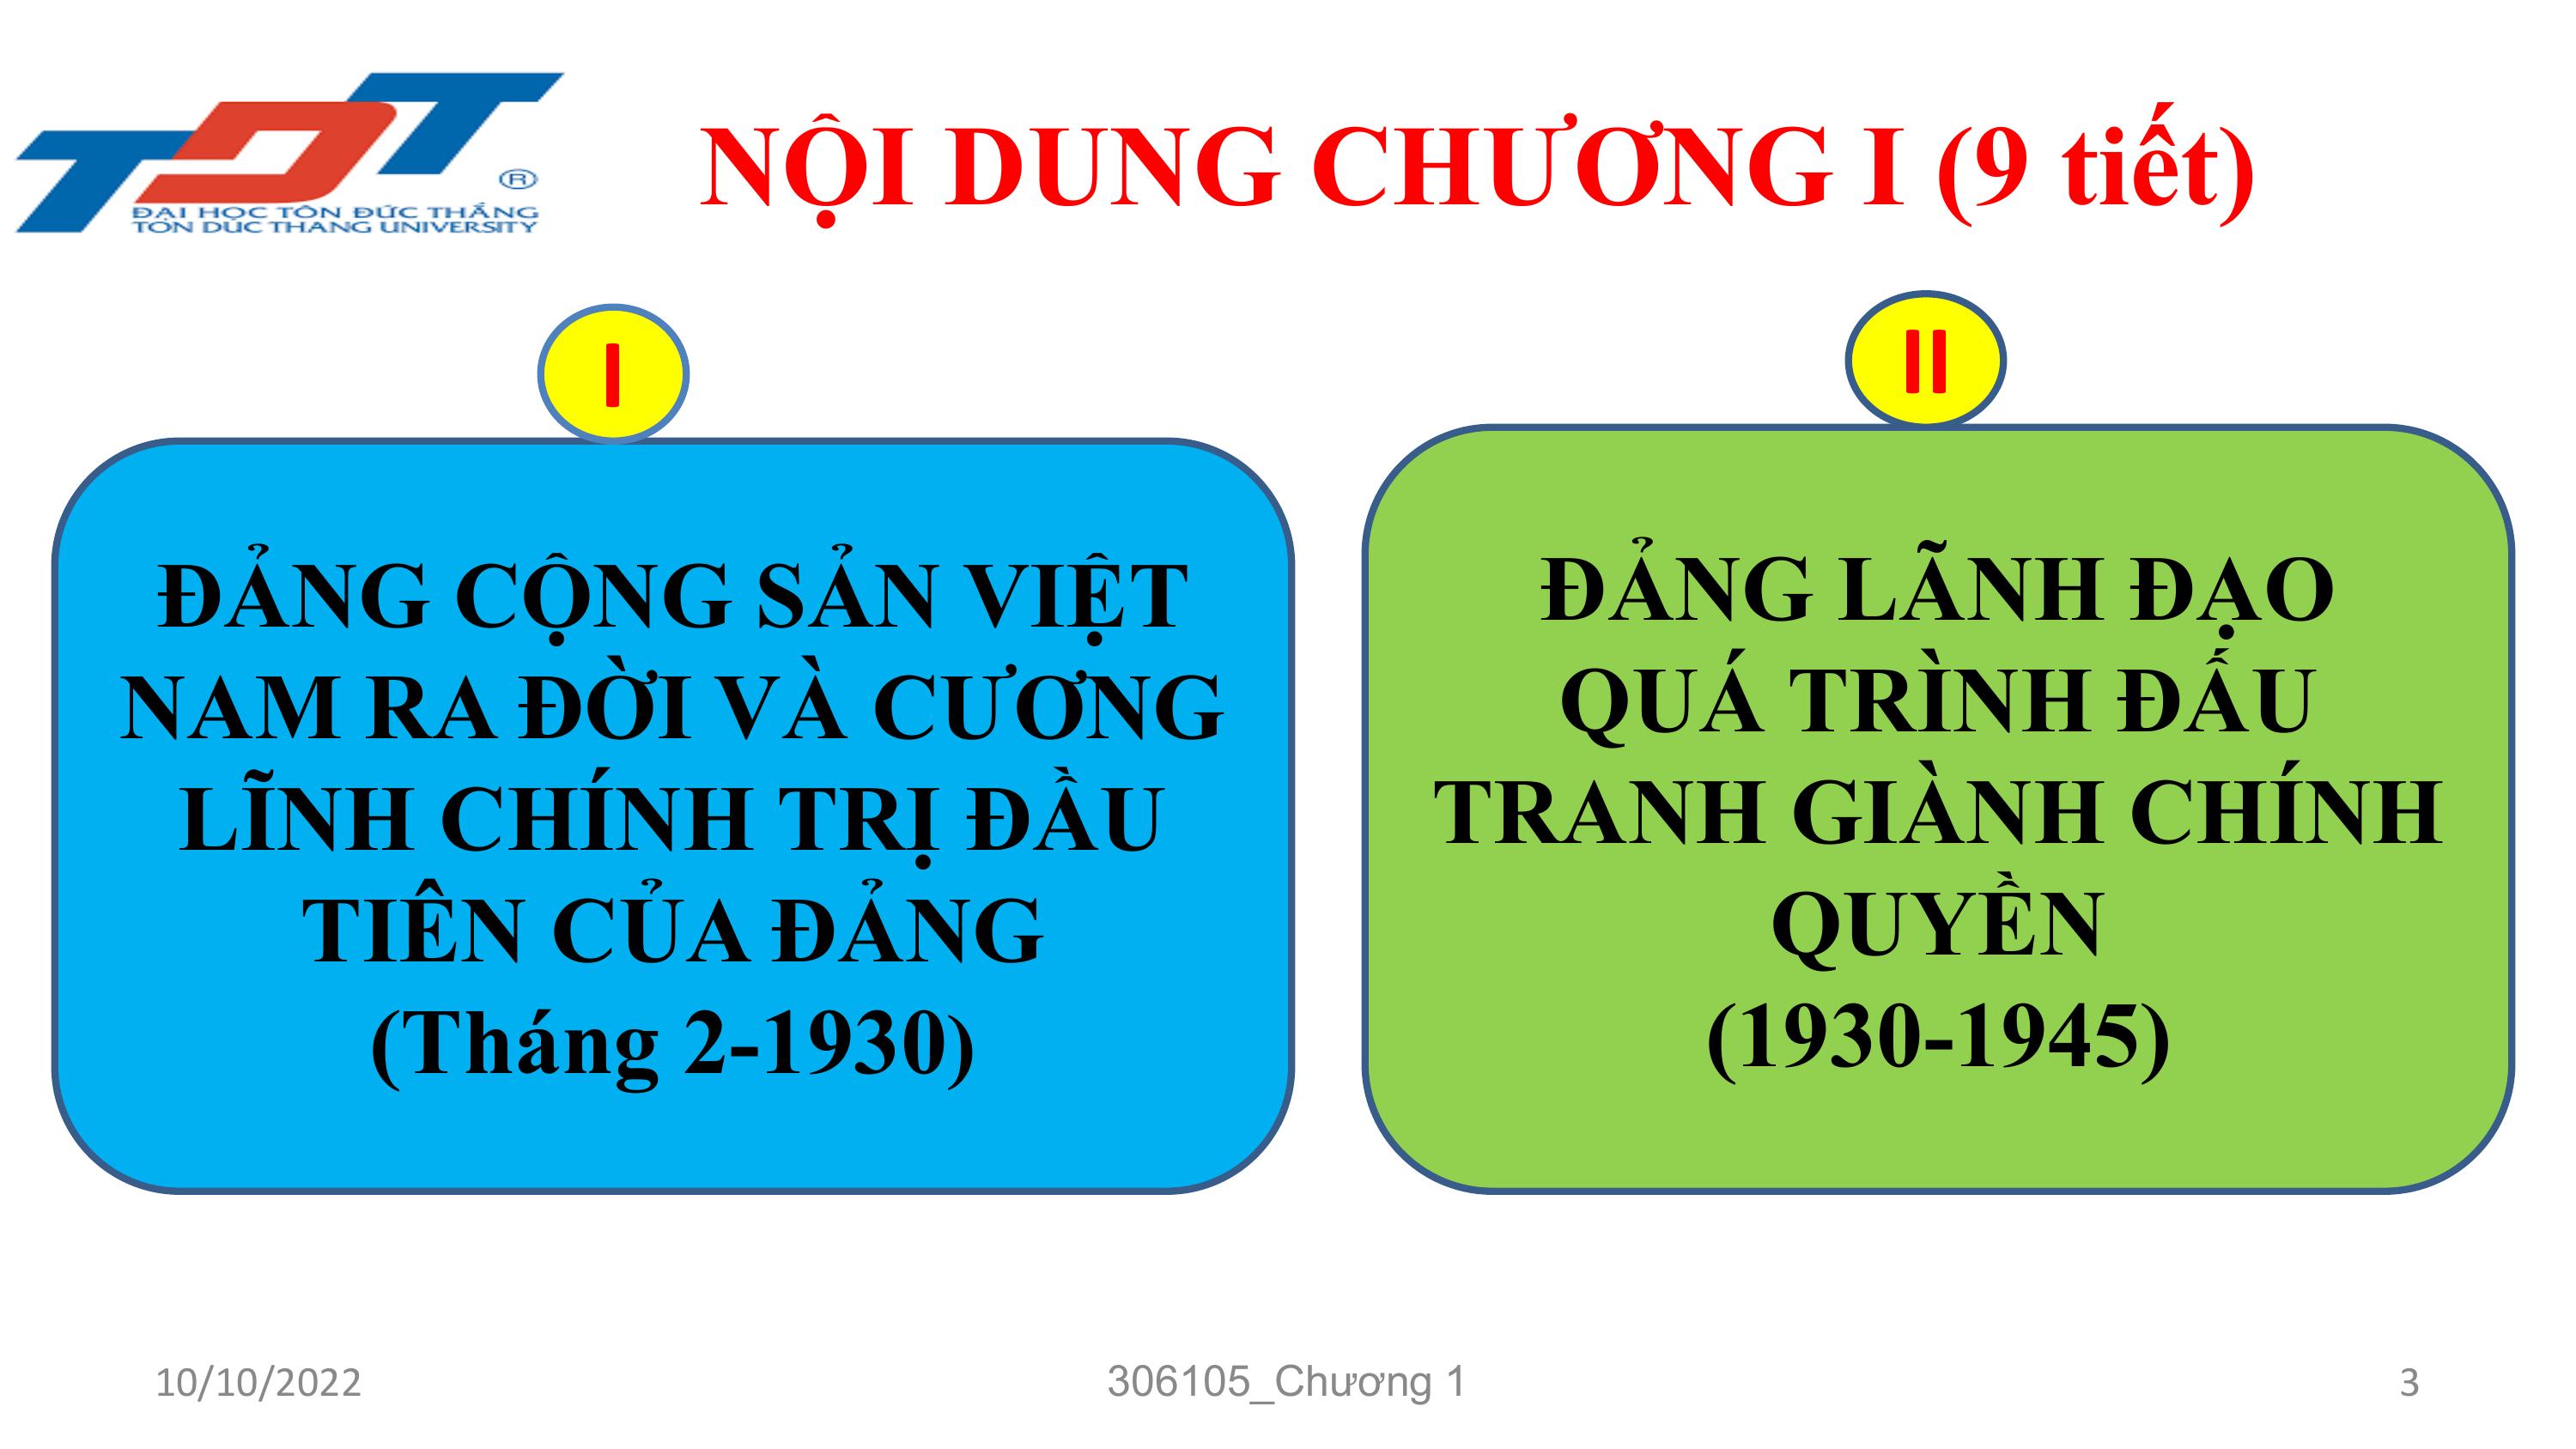 TDT
®
ĐẠI HỌC TÔN ĐỨC THẮNG
TON DUC THANG UNIVERSITY
NỘI DUNG CHƯƠNG I (9 tiết)
I
ĐẢNG CỘNG SẢN VIỆT
NAM RA ĐỜI VÀ CƯƠNG
LĨNH CHÍNH TRỊ ĐẦU
TIÊN CỦA ĐẢNG
(Tháng 2-1930)
II
ĐẢNG LÃNH ĐẠO
QUÁ TRÌNH ĐẤU
TRANH GIÀNH CHÍNH
QUYỀN
(1930-1945)
10/10/2022
306105_Chương 1
3